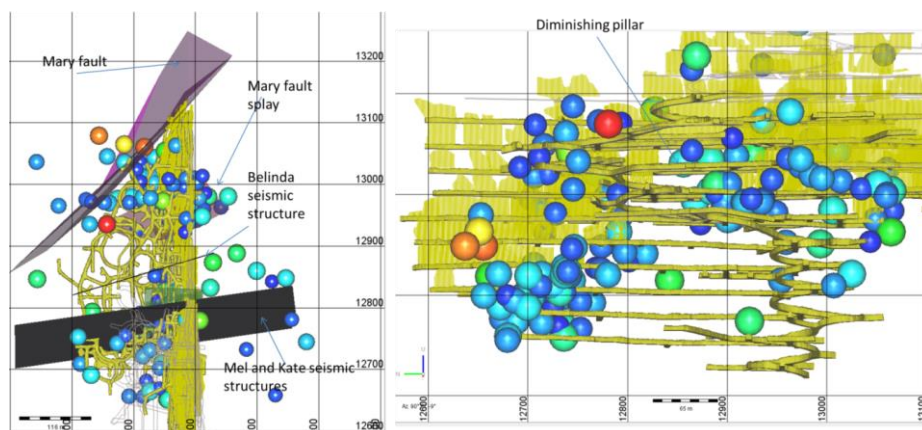 Mary fault
Mary fault
splay
Belinda
seismic
structure
Mel and Kate seismic
structures
13200
13100
13000
12900
12800
12700
Diminishing pillar
12700
12800
12900
13000
65 m